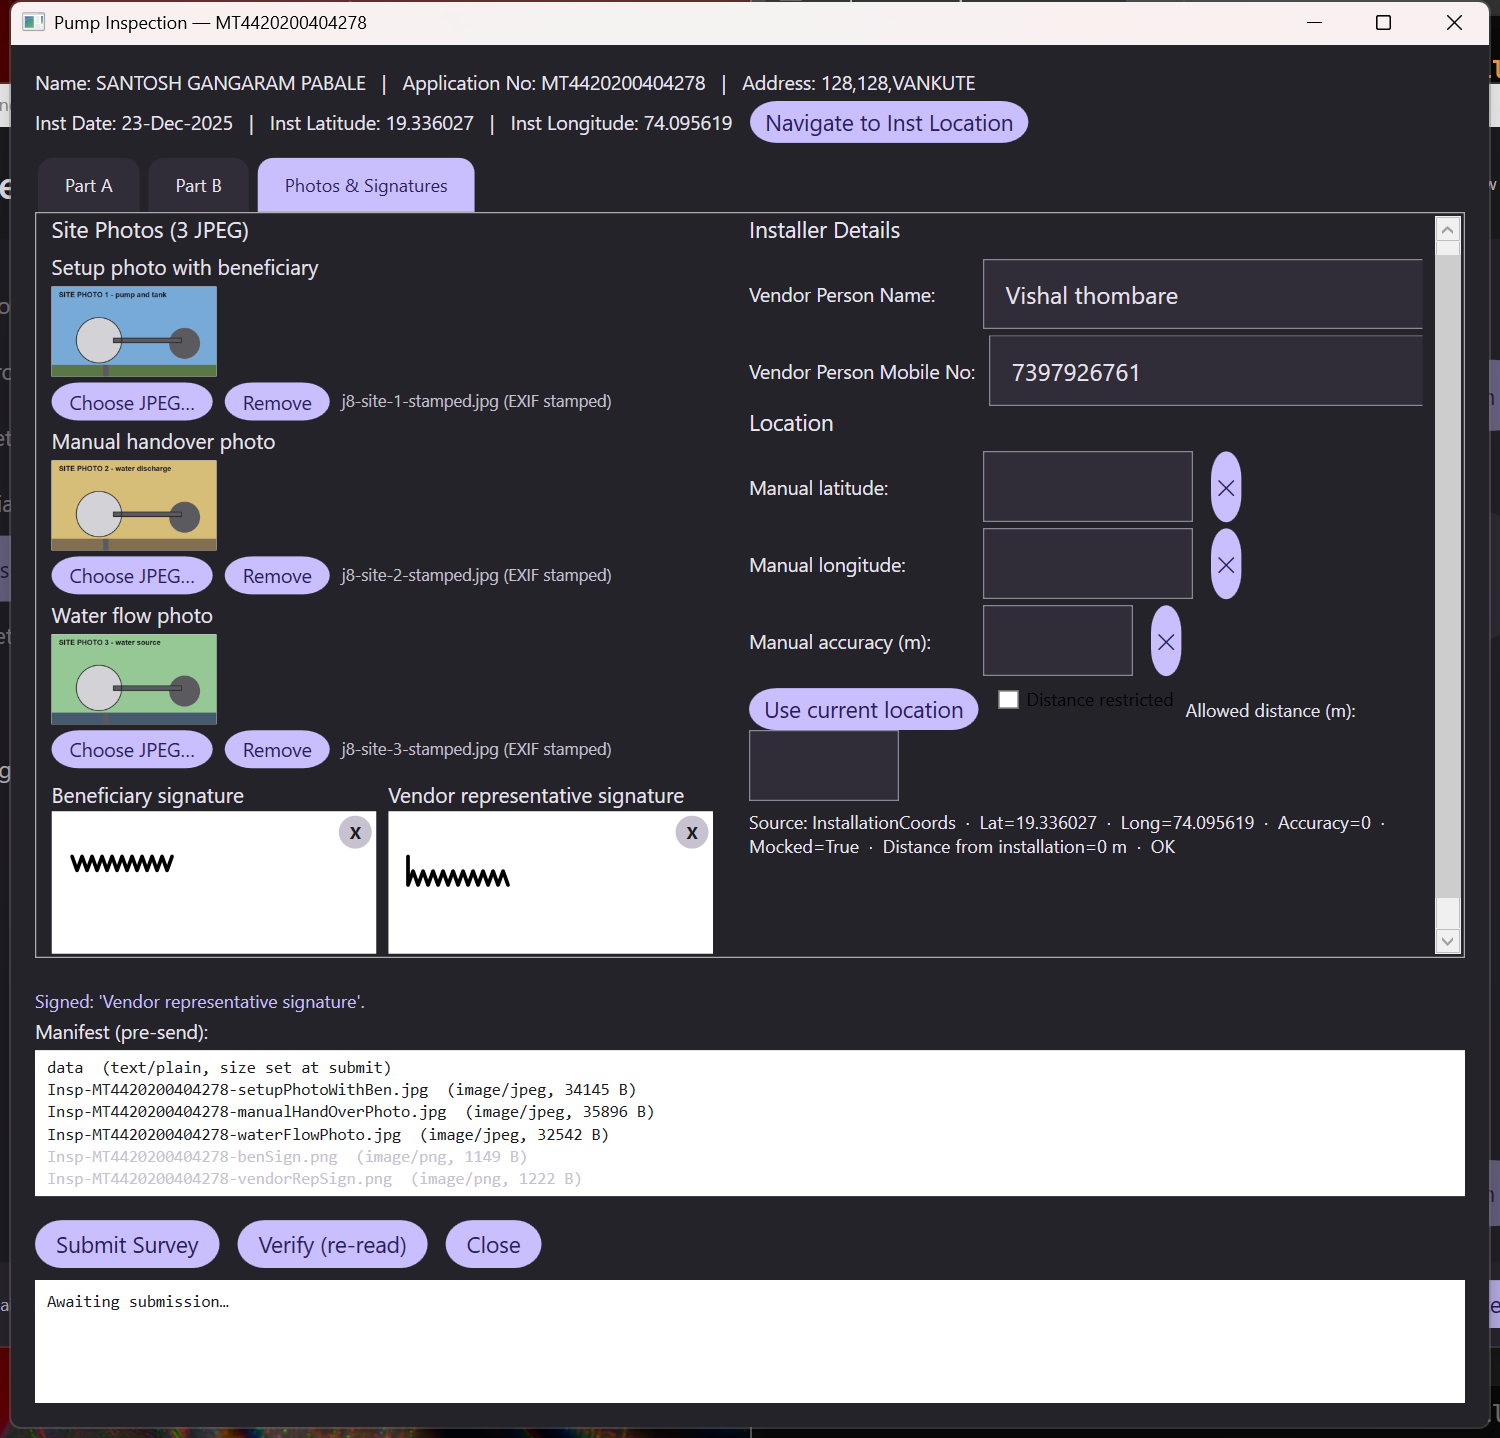 Pump Inspection — MT4420200404278
Name: SANTOSH GANGARAM PABALE | Application No: MT4420200404278 | Address: 128,128,VANKUTE
Inst Date: 23-Dec-2025 | Inst Latitude: 19.336027 | Inst Longitude: 74.095619 Navigate to Inst Location
Part A Part B Photos & Signatures
Site Photos (3 JPEG)
Setup photo with beneficiary
SITE PHOTO 1 - pump and tank
Choose JPEG... Remove j8-site-1-stamped.jpg (EXIF stamped)
Manual handover photo
SITE PHOTO 2 - water discharge
Choose JPEG... Remove j8-site-2-stamped.jpg (EXIF stamped)
Water flow photo
SITE PHOTO 3 - water source
Choose JPEG... Remove j8-site-3-stamped.jpg (EXIF stamped)
Beneficiary signature Vendor representative signature
X X
Installer Details
Vendor Person Name: Vishal thombare
Vendor Person Mobile No: 7397926761
Location
Manual latitude:
Manual longitude:
Manual accuracy (m):
Use current location Distance restricted Allowed distance (m):
Source: InstallationCoords · Lat=19.336027 · Long=74.095619 · Accuracy=0 ·
Mocked=True · Distance from installation=0 m · OK
Signed: 'Vendor representative signature'.
Manifest (pre-send):
data (text/plain, size set at submit)
Insp-MT4420200404278-setupPhotoWithBen.jpg (image/jpeg, 34145 B)
Insp-MT4420200404278-manualHandOverPhoto.jpg (image/jpeg, 35896 B)
Insp-MT4420200404278-waterFlowPhoto.jpg (image/jpeg, 32542 B)
Insp-MT4420200404278-benSign.png (image/png, 1149 B)
Insp-MT4420200404278-vendorRepSign.png (image/png, 1222 B)
Submit Survey Verify (re-read) Close
Awaiting submission…